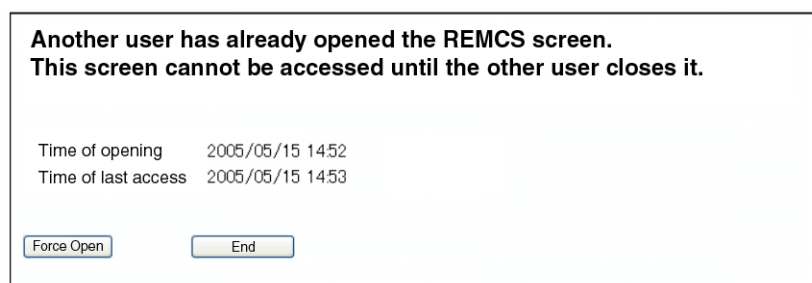 Another user has already opened the REMCS screen.
This screen cannot be accessed until the other user closes it.
Time of opening 2005/05/15 14:52
Time of last access 2005/05/15 14:53
Force Open End